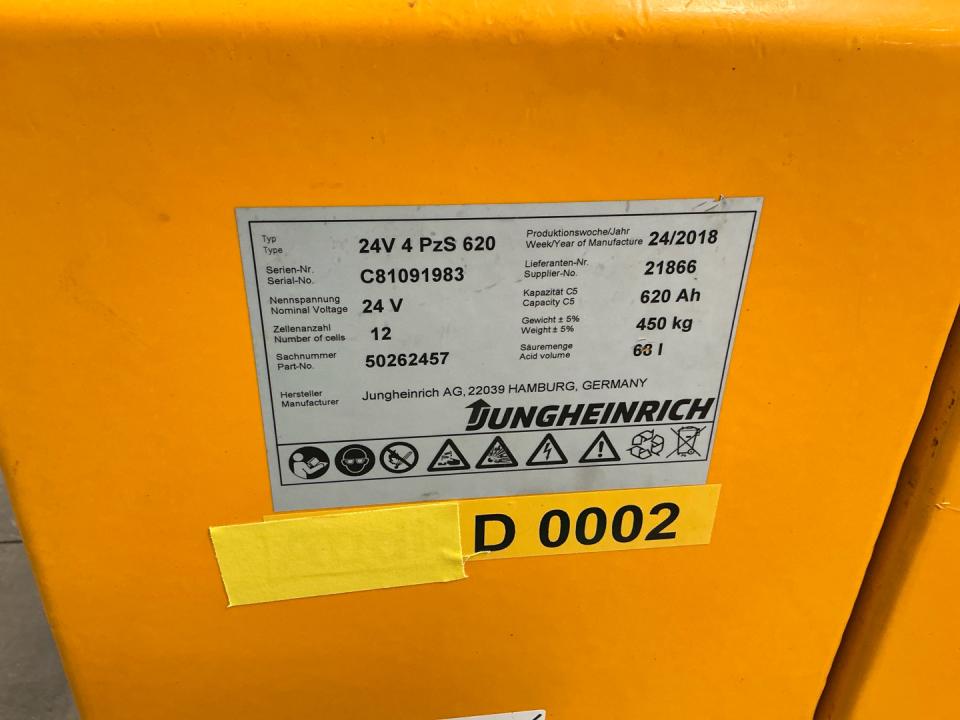 Typ
Type
24V 4 PzS 620
Produktionswoche/Jahr
Week/Year of Manufacture
24/2018
Serien-Nr.
Serial-No.
C81091983
Lieferanten-Nr.
Supplier-No.
21866
Nennspannung
Nominal Voltage
24 V
Kapazität C5
Capacity C5
620 Ah
Zellenanzahl
Number of cells
12
Gewicht ± 5%
Weight ± 5%
450 kg
Sachnummer
Part-No.
50262457
Säuremenge
Acid volume
68 l
Hersteller
Manufacturer
Jungheinrich AG, 22039 HAMBURG, GERMANY
JUNGHEINRICH
D 0002